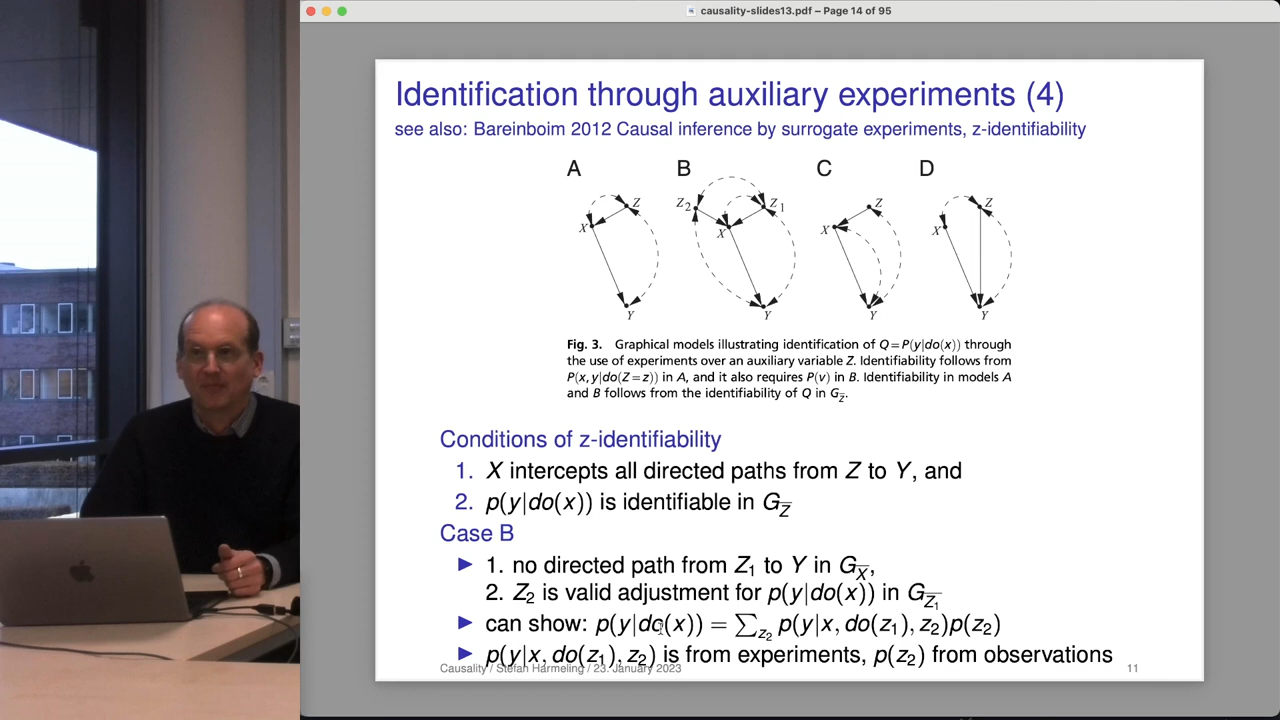 causality-slides13.pdf – Page 14 of 95
Identification through auxiliary experiments (4)
see also: Bareinboim 2012 Causal inference by surrogate experiments, z-identifiability
A B C D
Z Z₂ Z₁ Z Z
X X X X
Y Y Y Y
Fig. 3. Graphical models illustrating identification of Q=P(y|do(x)) through
the use of experiments over an auxiliary variable Z. Identifiability follows from
P(x, y|do(Z=z)) in A, and it also requires P(v) in B. Identifiability in models A
and B follows from the identifiability of Q in G_Z̅.
Conditions of z-identifiability
1. X intercepts all directed paths from Z to Y, and
2. p(y|do(x)) is identifiable in G_Z̅
Case B
▶ 1. no directed path from Z₁ to Y in G_X̅,
2. Z₂ is valid adjustment for p(y|do(x)) in G_Z̅₁
▶ can show: p(y|do(x)) = ∑_z₂ p(y|x, do(z₁), z₂)p(z₂)
▶ p(y|x, do(z₁), z₂) is from experiments, p(z₂) from observations
Causality / Stefan Harmeling / 23. January 2023 11